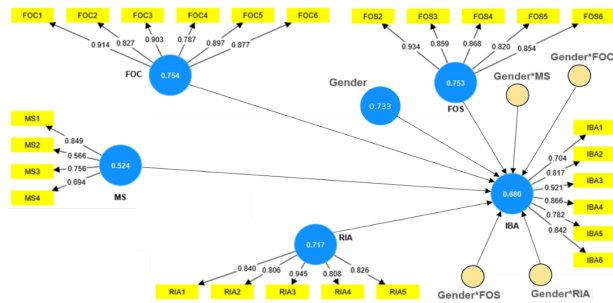 FOC1 FOC2 FOC3 FOC4 FOC5 FOC6
0.914 0.827 0.903 0.787 0.897 0.877
FOC
0.754
FOS2 FOS3 FOS4 FOS5 FOS6
0.934 0.859 0.868 0.820 0.854
0.753
FOS
Gender
0.733
Gender*MS
Gender*FOC
MS1
MS2
MS3
MS4
0.849
0.566
0.756
0.694
0.524
MS
IBA1
IBA2
IBA3
IBA4
IBA5
IBA6
0.704
0.817
0.921
0.866
0.782
0.842
0.680
IBA
RIA
0.717
0.840 0.806 0.945 0.808 0.826
RIA1 RIA2 RIA3 RIA4 RIA5
Gender*FOS
Gender*RIA